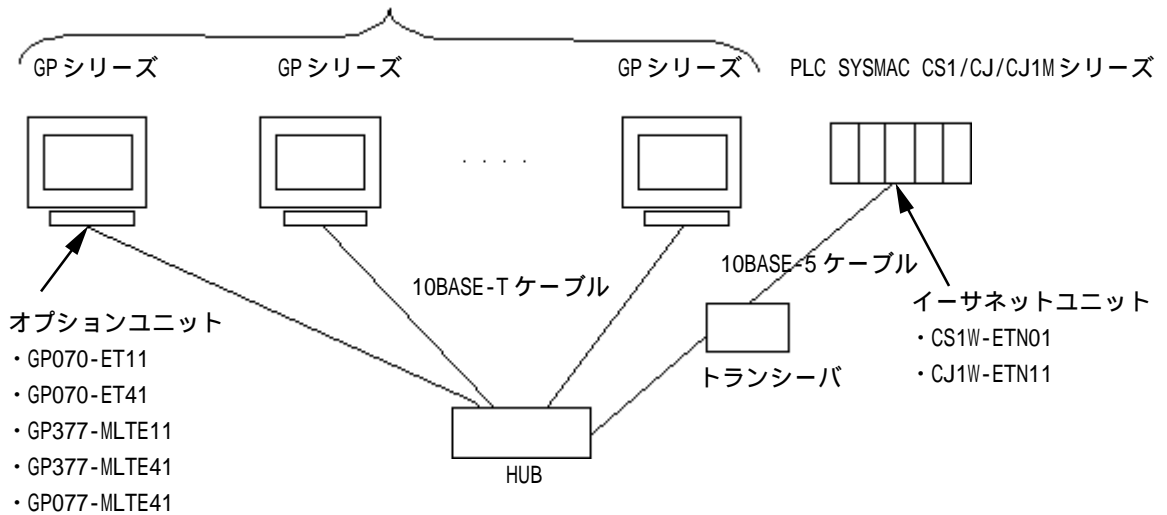 GPシリーズ
GPシリーズ
GPシリーズ
PLC SYSMAC CS1/CJ/CJ1Mシリーズ
・・・・
10BASE-Tケーブル
10BASE-5ケーブル
オプションユニット
・GP070-ET11
・GP070-ET41
・GP377-MLTE11
・GP377-MLTE41
・GP077-MLTE41
トランシーバ
イーサネットユニット
・CS1W-ETN01
・CJ1W-ETN11
HUB